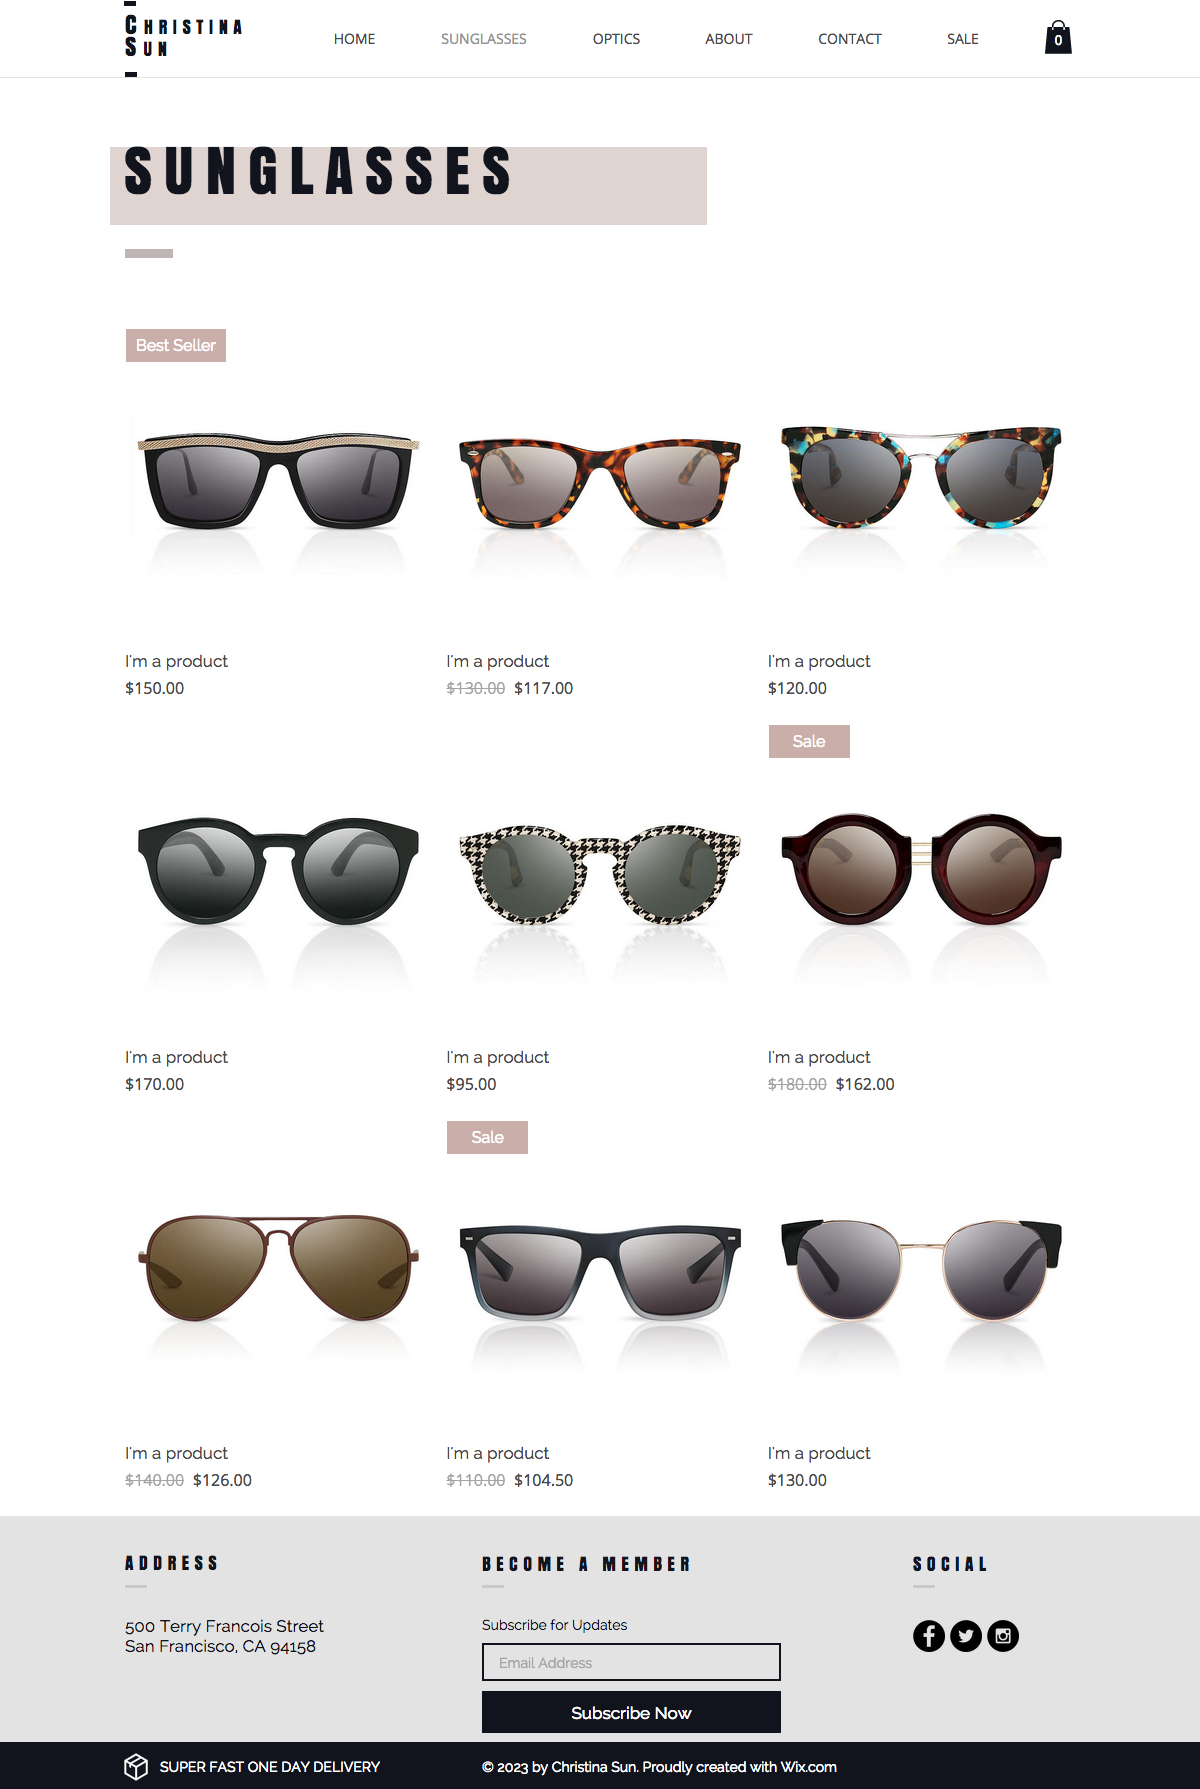 CHRISTINA
SUN
HOME SUNGLASSES OPTICS ABOUT CONTACT SALE 0
SUNGLASSES
Best Seller
I'm a product
$150.00
I'm a product
$130.00 $117.00
I'm a product
$120.00
Sale
I'm a product
$170.00
I'm a product
$95.00
I'm a product
$180.00 $162.00
Sale
I'm a product
$140.00 $126.00
I'm a product
$110.00 $104.50
I'm a product
$130.00
ADDRESS
500 Terry Francois Street
San Francisco, CA 94158
BECOME A MEMBER
Subscribe for Updates
Email Address
Subscribe Now
SOCIAL
SUPER FAST ONE DAY DELIVERY
© 2023 by Christina Sun. Proudly created with Wix.com